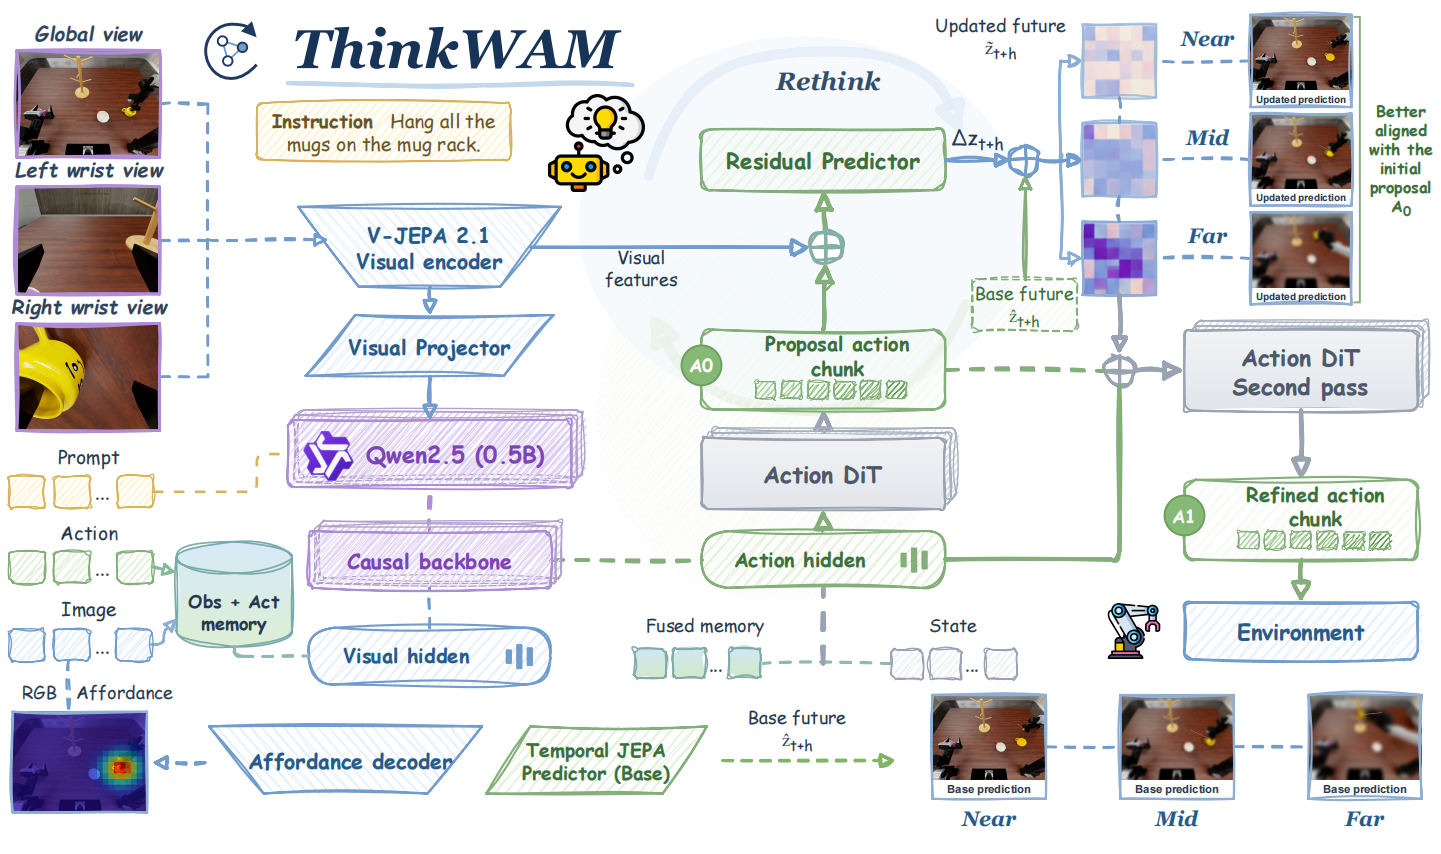 Global view
Left wrist view
Right wrist view
ThinkWAM
Instruction Hang all the
mugs on the mug rack.
V-JEPA 2.1
Visual encoder
Visual Projector
Qwen2.5 (0.5B)
Causal backbone
Visual hidden
Prompt
...
Action
...
Image
...
Obs + Act
memory
RGB Affordance
Affordance decoder
Temporal JEPA
Predictor (Base)
Rethink
Residual Predictor
Visual
features
A0
Proposal action
chunk
Action DiT
Action hidden
Fused memory
...
State
...
Base future
ẑt+h
Base prediction
Base prediction
Base prediction
Near
Mid
Far
Updated future
z̃t+h
Δzt+h
Base future
ẑt+h
Near
Mid
Far
Updated prediction
Updated prediction
Updated prediction
Better
aligned
with the
initial
proposal
A0
Action DiT
Second pass
A1
Refined action
chunk
Environment